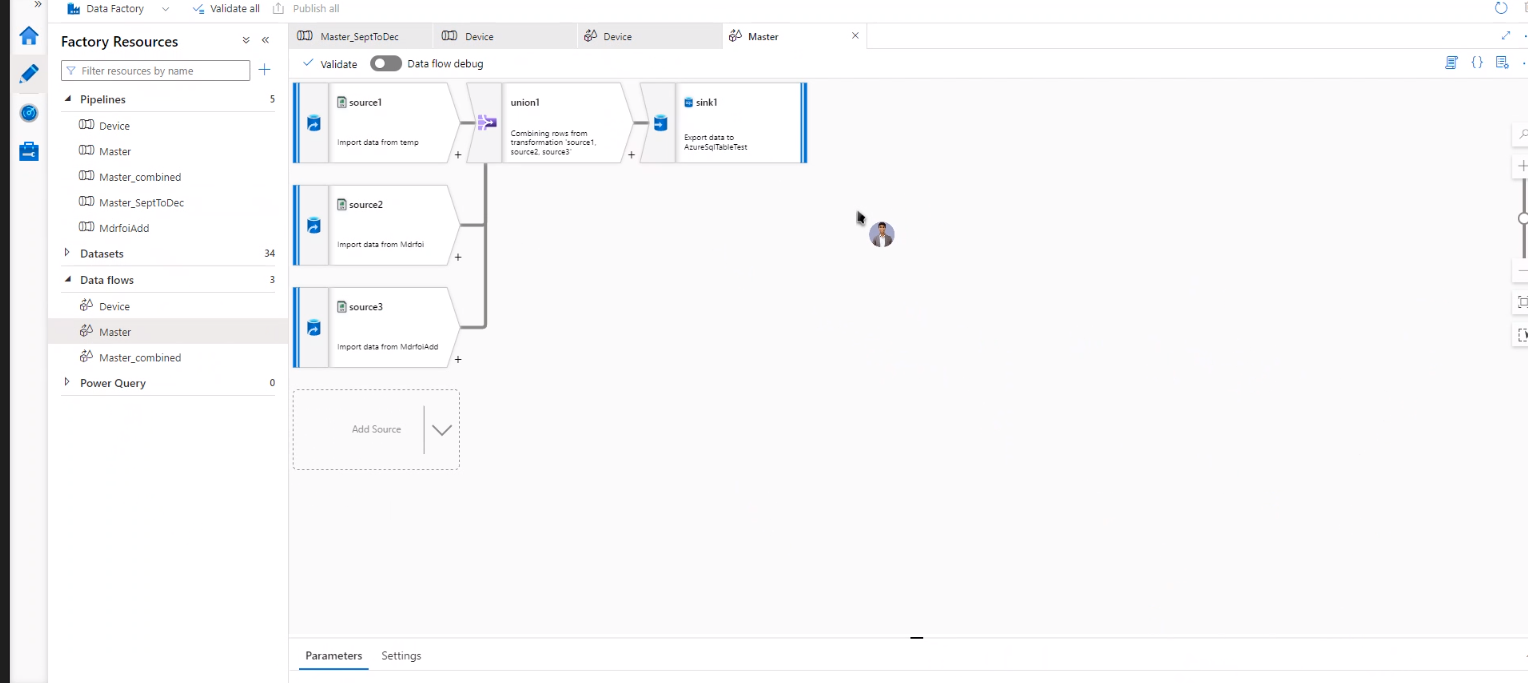 »
Data Factory
Validate all
Publish all
Factory Resources
Filter resources by name
Pipelines 5
Device
Master
Master_combined
Master_SeptToDec
MdrfoiAdd
Datasets 34
Data flows 3
Device
Master
Master_combined
Power Query 0
Master_SeptToDec
Device
Device
Master
Validate
Data flow debug
source1
Import data from temp
union1
Combining rows from
transformation 'source1,
source2, source3'
sink1
Export data to
AzureSqlTableTest
source2
Import data from Mdrfoi
source3
Import data from MdrfoiAdd
Add Source
Parameters
Settings